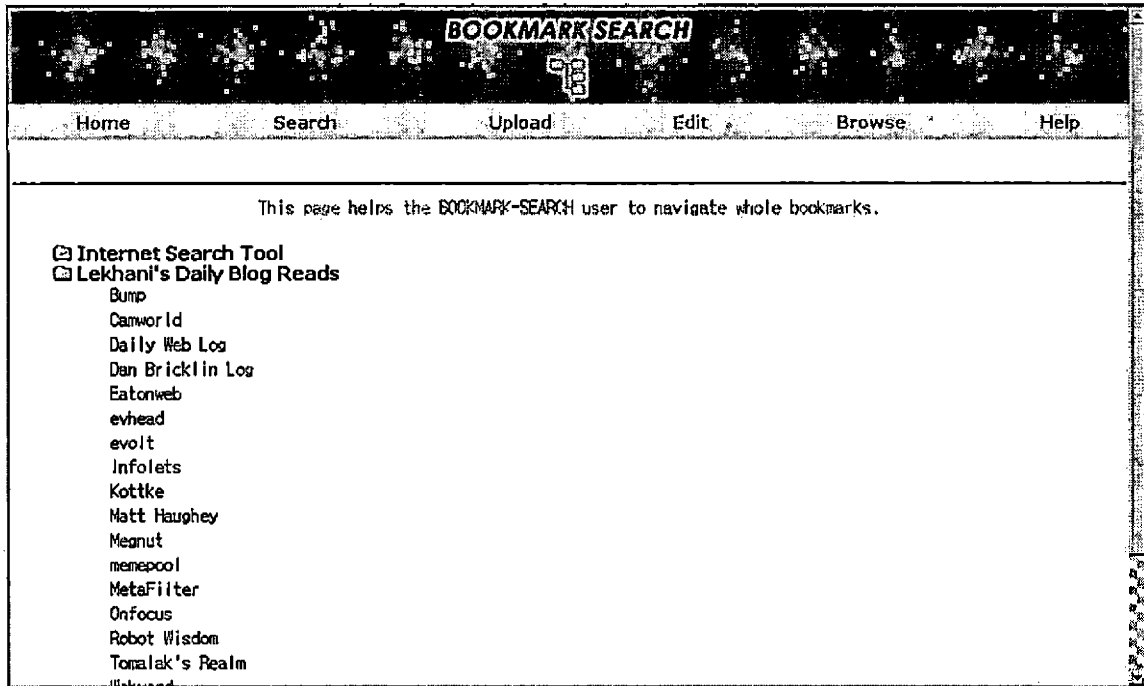 BOOKMARK SEARCH
Home Search Upload Edit Browse Help
This page helps the BOOKMARK-SEARCH user to navigate whole bookmarks.
Internet Search Tool
Lekhani's Daily Blog Reads
Bump
Camworld
Daily Web Log
Dan Bricklin Log
Eatonweb
evhead
evolt
Infolets
Kottke
Matt Haughey
Megnut
memepool
MetaFilter
Onfocus
Robot Wisdom
Tomalak's Realm